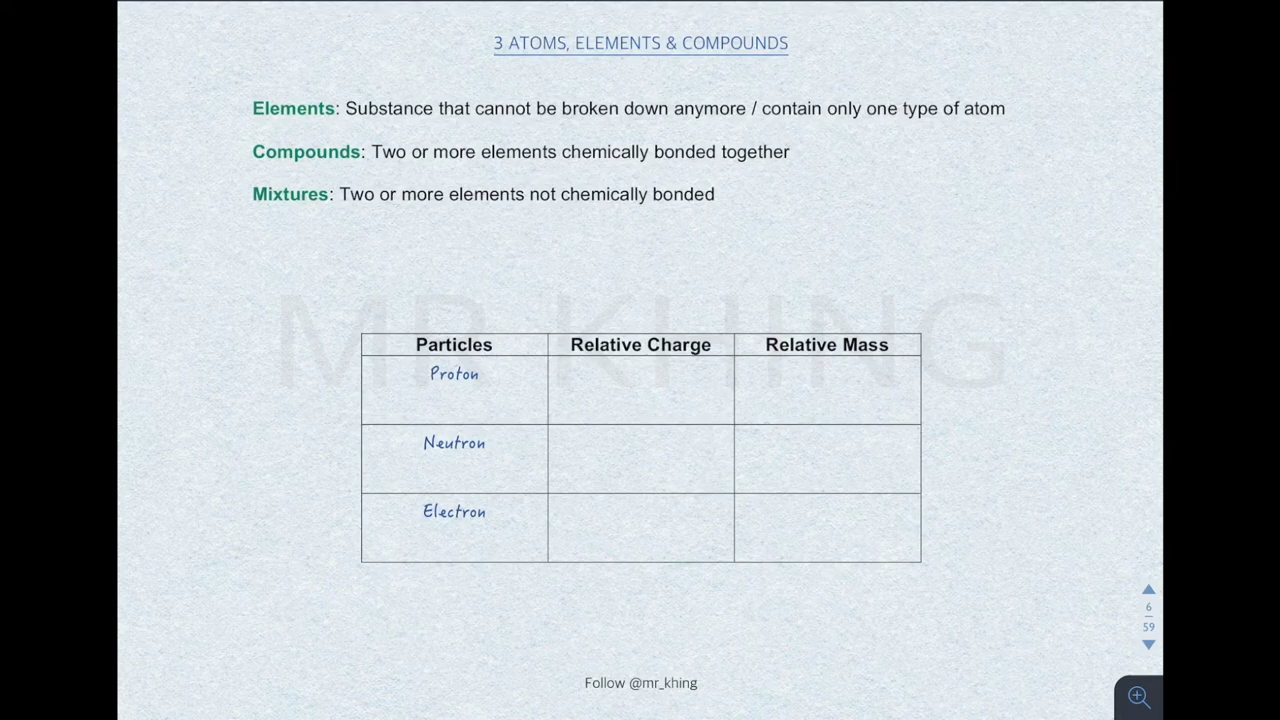 3 ATOMS, ELEMENTS & COMPOUNDS
Elements: Substance that cannot be broken down anymore / contain only one type of atom
Compounds: Two or more elements chemically bonded together
Mixtures: Two or more elements not chemically bonded
MR KHING
Particles Relative Charge Relative Mass
Proton
Neutron
Electron
6
59
Follow @mr_khing